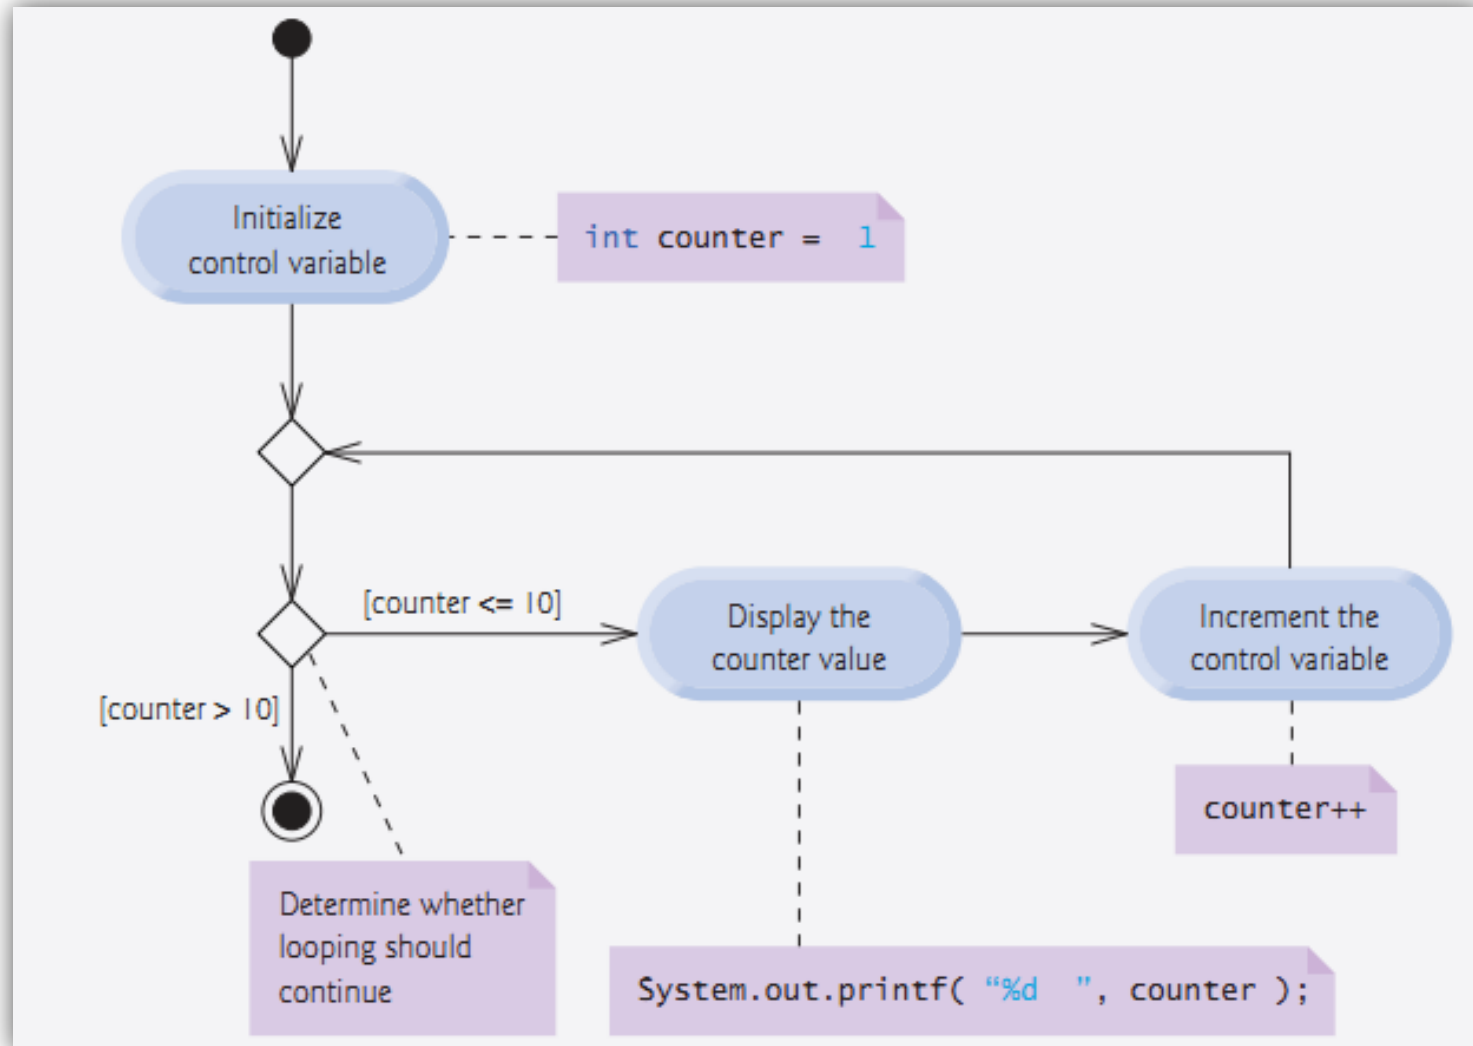 Initialize
control variable
int counter = 1
[counter <= 10]
Display the
counter value
Increment the
control variable
[counter > 10]
counter++
Determine whether
looping should
continue
System.out.printf( “%d ”, counter );